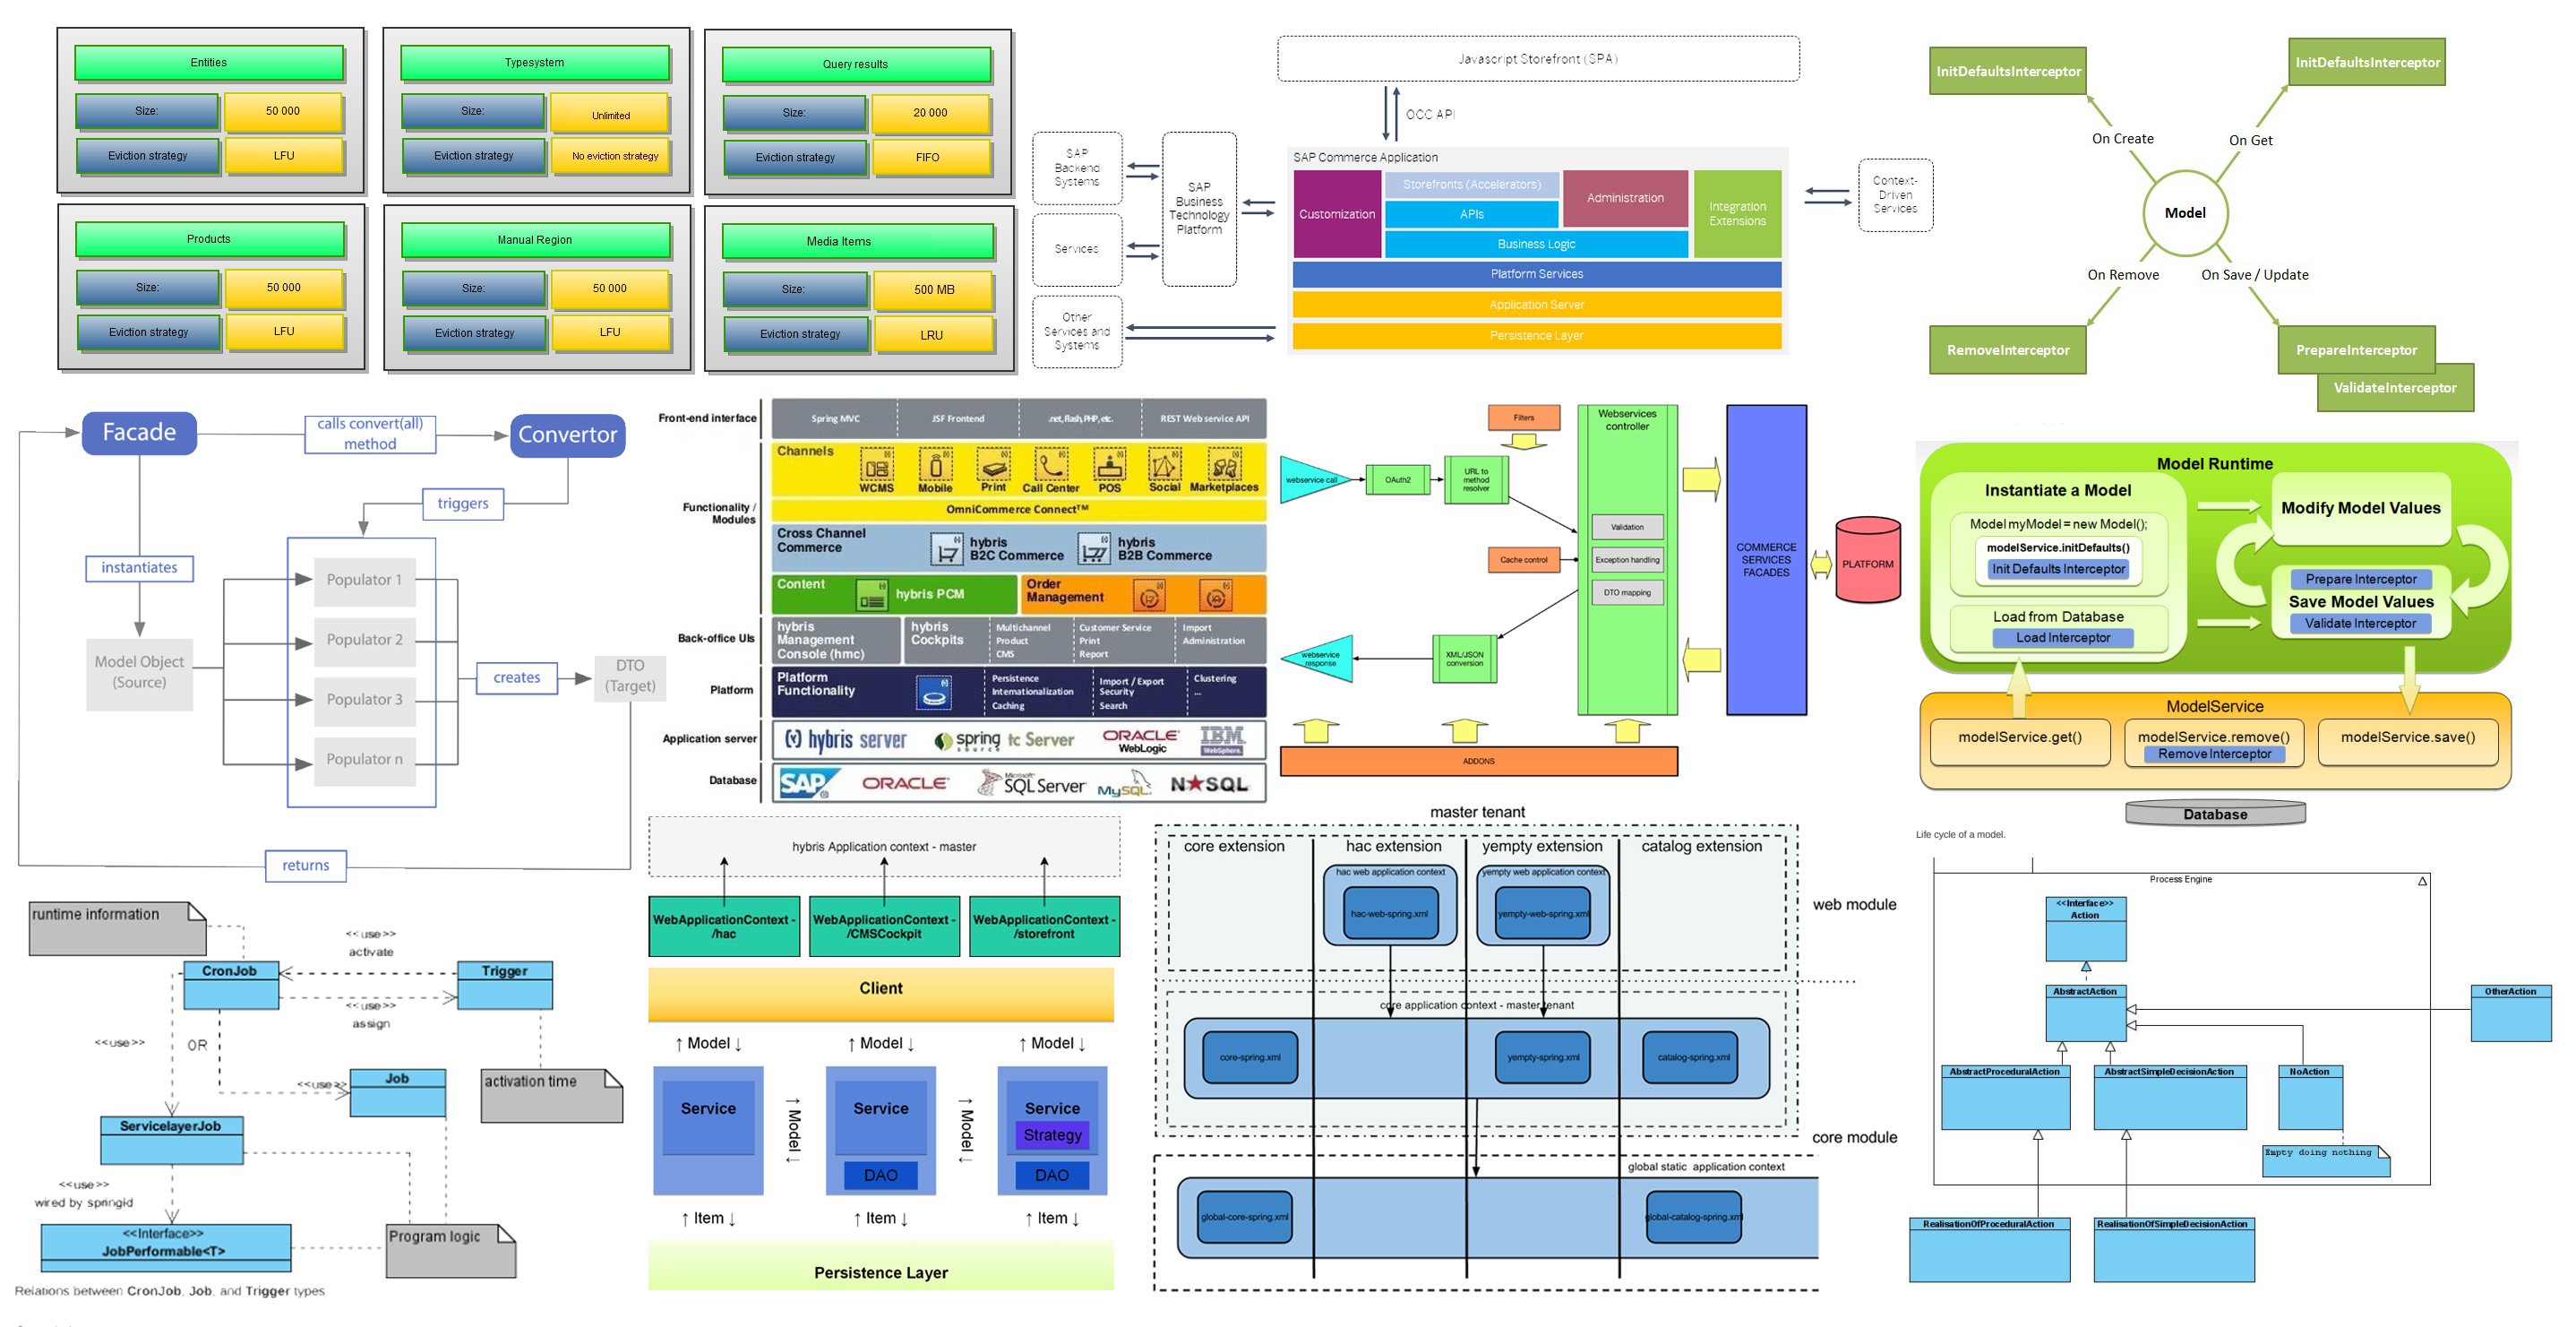 Entities
Size:
50 000
Eviction strategy
LFU
Typesystem
Size:
Unlimited
Eviction strategy
No eviction strategy
Query results
Size:
20 000
Eviction strategy
FIFO
Products
Size:
50 000
Eviction strategy
LFU
Manual Region
Size:
50 000
Eviction strategy
LFU
Media Items
Size:
500 MB
Eviction strategy
LRU
Javascript Storefront (SPA)
OCC API
SAP
Backend
Systems
Services
Other
Services and
Systems
SAP
Business
Technology
Platform
SAP Commerce Application
Customization
Storefronts (Accelerators)
APIs
Administration
Business Logic
Integration
Extensions
Platform Services
Application Server
Persistence Layer
Context-
Driven
Services
InitDefaultsInterceptor
InitDefaultsInterceptor
On Create
On Get
Model
On Remove
On Save / Update
RemoveInterceptor
PrepareInterceptor
ValidateInterceptor
Facade
calls convert(all)
method
Convertor
triggers
instantiates
Populator 1
Populator 2
Populator 3
Populator n
Model Object
(Source)
creates
DTO
(Target)
returns
Front-end interface
Spring MVC
JSF Frontend
.net, flash, PHP, etc.
REST Web service API
Functionality /
Modules
Channels
WCMS
Mobile
Print
Call Center
POS
Social
Marketplaces
OmniCommerce Connect™
Cross Channel
Commerce
hybris
B2C Commerce
hybris
B2B Commerce
Content
hybris PCM
Order
Management
Back-office UIs
hybris
Management
Console (hmc)
hybris
Cockpits
Multichannel
Product
CMS
Customer Service
Print
Report
Import
Administration
Platform
Platform
Functionality
Persistence
Internationalization
Caching
Import / Export
Security
Search
Clustering
...
Application server
hybris server
spring
source
tc Server
ORACLE
WebLogic
IBM
WebSphere
Database
SAP
ORACLE
Microsoft
SQL Server
MySQL
NSQL
Filters
Webservices
controller
webservice call
OAuth2
URL to
method
resolver
Validation
Cache control
Exception handling
DTO mapping
webservice
response
XML/JSON
conversion
COMMERCE
SERVICES
FACADES
PLATFORM
ADDONS
Model Runtime
Instantiate a Model
Model myModel = new Model();
modelService.initDefaults()
Init Defaults Interceptor
Load from Database
Load Interceptor
Modify Model Values
Prepare Interceptor
Save Model Values
Validate Interceptor
ModelService
modelService.get()
modelService.remove()
Remove Interceptor
modelService.save()
Database
Life cycle of a model.
runtime information
<<use>>
activate
CronJob
Trigger
<<use>>
assign
<<use>>
OR
<<use>>
Job
activation time
ServicelayerJob
<<use>>
wired by springid
<<Interface>>
JobPerformable<T>
Program logic
Relations between CronJob, Job, and Trigger types
hybris Application context - master
WebApplicationContext -
/hac
WebApplicationContext -
/CMSCockpit
WebApplicationContext -
/storefront
Client
↑ Model ↓
↑ Model ↓
↑ Model ↓
Service
↑ Model ↓
Service
DAO
↑ Model ↓
Service
Strategy
DAO
↑ Item ↓
↑ Item ↓
↑ Item ↓
Persistence Layer
master tenant
core extension
hac extension
yempty extension
catalog extension
hac web application context
yempty web application context
hac-web-spring.xml
yempty-web-spring.xml
web module
core application context - master tenant
core-spring.xml
yempty-spring.xml
catalog-spring.xml
core module
global static application context
global-core-spring.xml
global-catalog-spring.xml
Process Engine
<<Interface>>
Action
AbstractAction
OtherAction
AbstractProceduralAction
AbstractSimpleDecisionAction
NoAction
Empty doing nothing
RealisationOfProceduralAction
RealisationOfSimpleDecisionAction